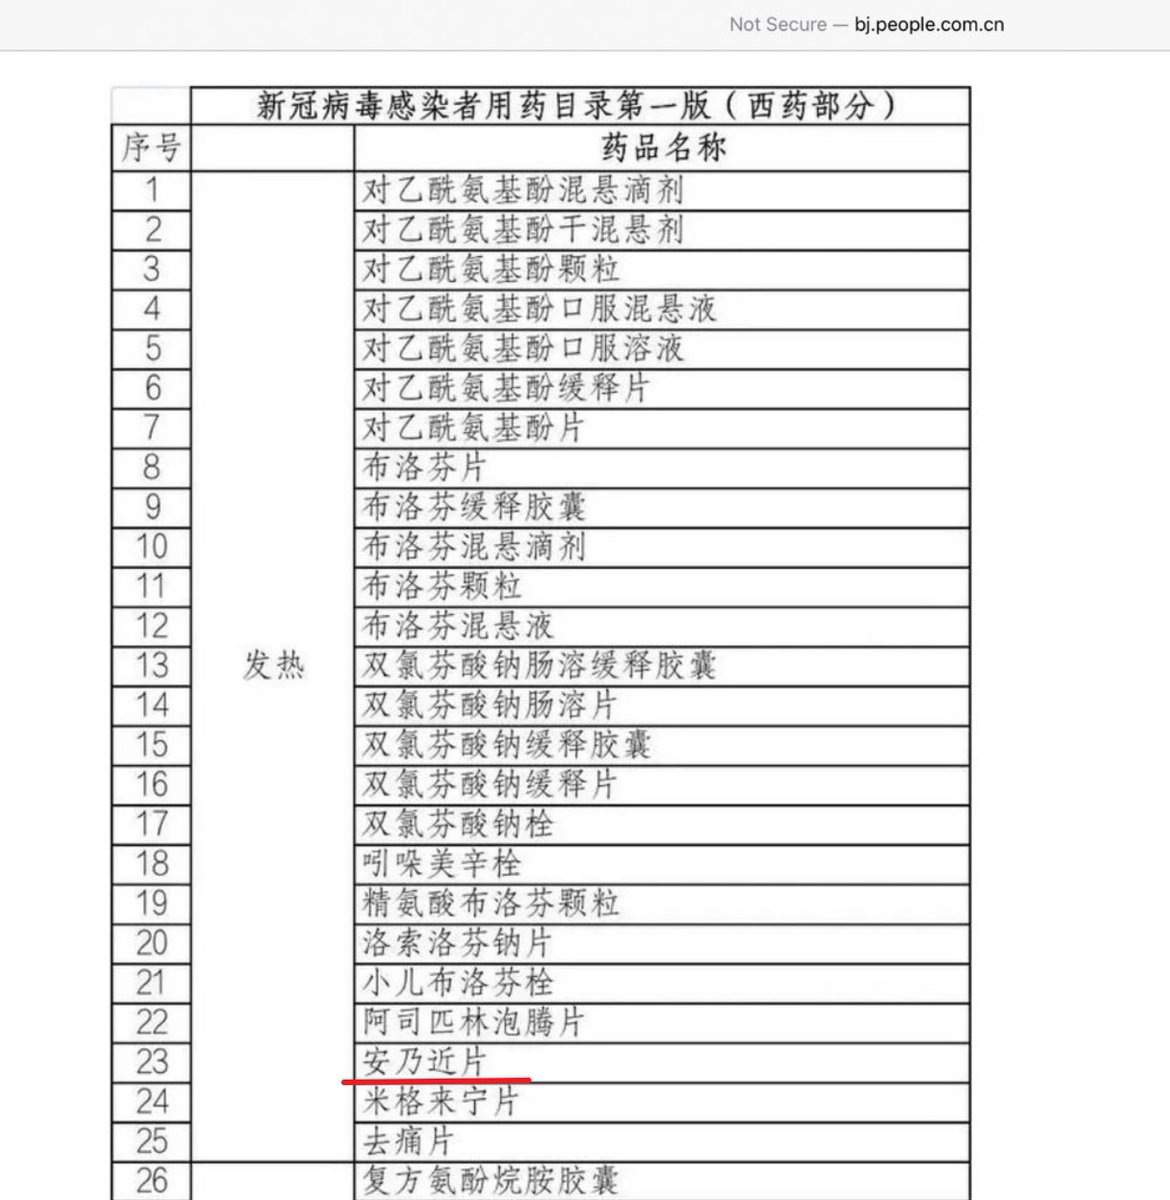 Not Secure — bj.people.com.cn
新冠病毒感染者用药目录第一版（西药部分）
序号 药品名称
1 对乙酰氨基酚混悬滴剂
2 对乙酰氨基酚干混悬剂
3 对乙酰氨基酚颗粒
4 对乙酰氨基酚口服混悬液
5 对乙酰氨基酚口服溶液
6 对乙酰氨基酚缓释片
7 对乙酰氨基酚片
8 布洛芬片
9 布洛芬缓释胶囊
10 布洛芬混悬滴剂
11 布洛芬颗粒
12 布洛芬混悬液
13 发热 双氯芬酸钠肠溶缓释胶囊
14 双氯芬酸钠肠溶片
15 双氯芬酸钠缓释胶囊
16 双氯芬酸钠缓释片
17 双氯芬酸钠栓
18 吲哚美辛栓
19 精氨酸布洛芬颗粒
20 洛索洛芬钠片
21 小儿布洛芬栓
22 阿司匹林泡腾片
23 安乃近片
24 米格来宁片
25 去痛片
26 复方氨酚烷胺胶囊